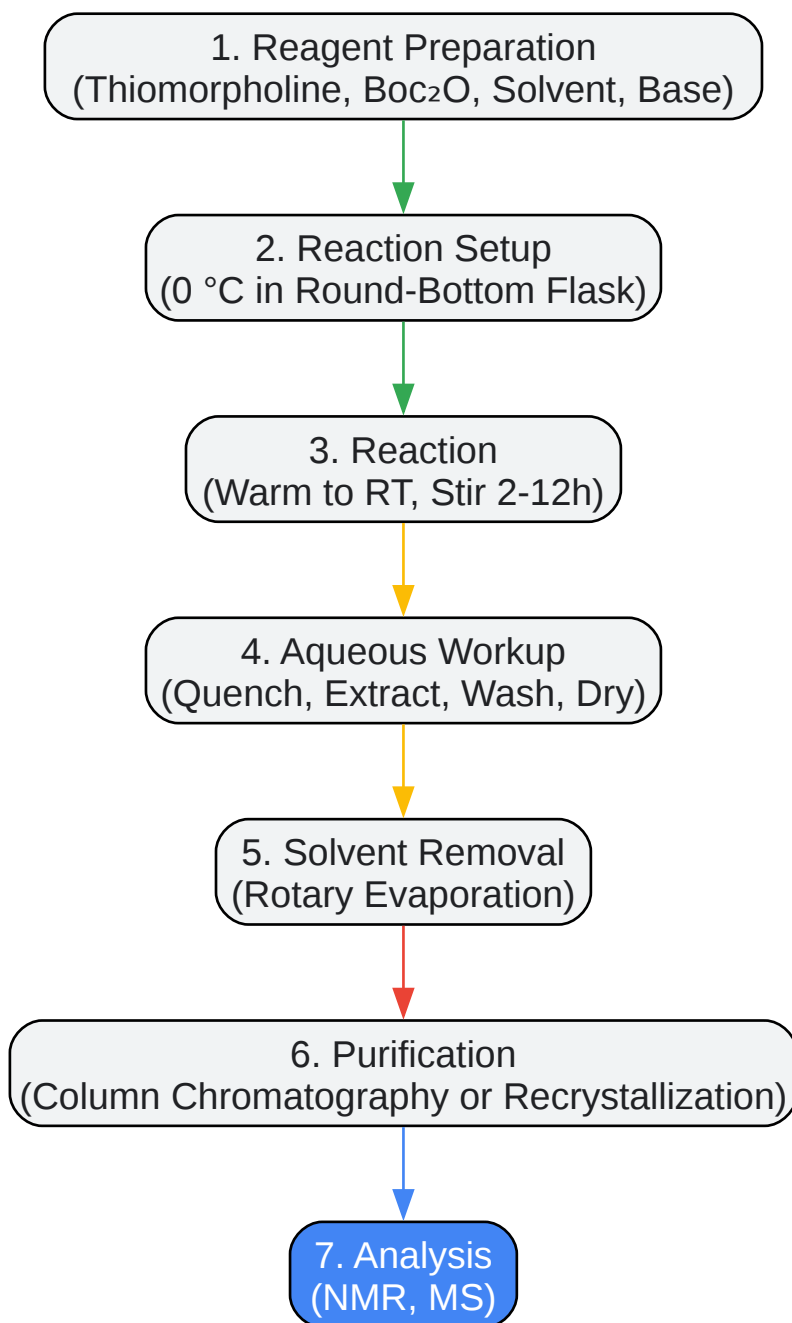 1. Reagent Preparation
(Thiomorpholine, Boc₂O, Solvent, Base)
2. Reaction Setup
(0 °C in Round-Bottom Flask)
3. Reaction
(Warm to RT, Stir 2-12h)
4. Aqueous Workup
(Quench, Extract, Wash, Dry)
5. Solvent Removal
(Rotary Evaporation)
6. Purification
(Column Chromatography or Recrystallization)
7. Analysis
(NMR, MS)